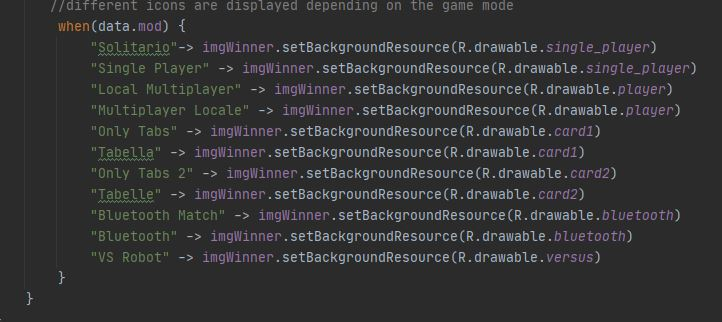 //different icons are displayed depending on the game mode
when(data.mod) {
"Solitario"-> imgWinner.setBackgroundResource(R.drawable.single_player)
"Single Player" -> imgWinner.setBackgroundResource(R.drawable.single_player)
"Local Multiplayer" -> imgWinner.setBackgroundResource(R.drawable.player)
"Multiplayer Locale" -> imgWinner.setBackgroundResource(R.drawable.player)
"Only Tabs" -> imgWinner.setBackgroundResource(R.drawable.card1)
"Tabella" -> imgWinner.setBackgroundResource(R.drawable.card1)
"Only Tabs 2" -> imgWinner.setBackgroundResource(R.drawable.card2)
"Tabelle" -> imgWinner.setBackgroundResource(R.drawable.card2)
"Bluetooth Match" -> imgWinner.setBackgroundResource(R.drawable.bluetooth)
"Bluetooth" -> imgWinner.setBackgroundResource(R.drawable.bluetooth)
"VS Robot" -> imgWinner.setBackgroundResource(R.drawable.versus)
}
}